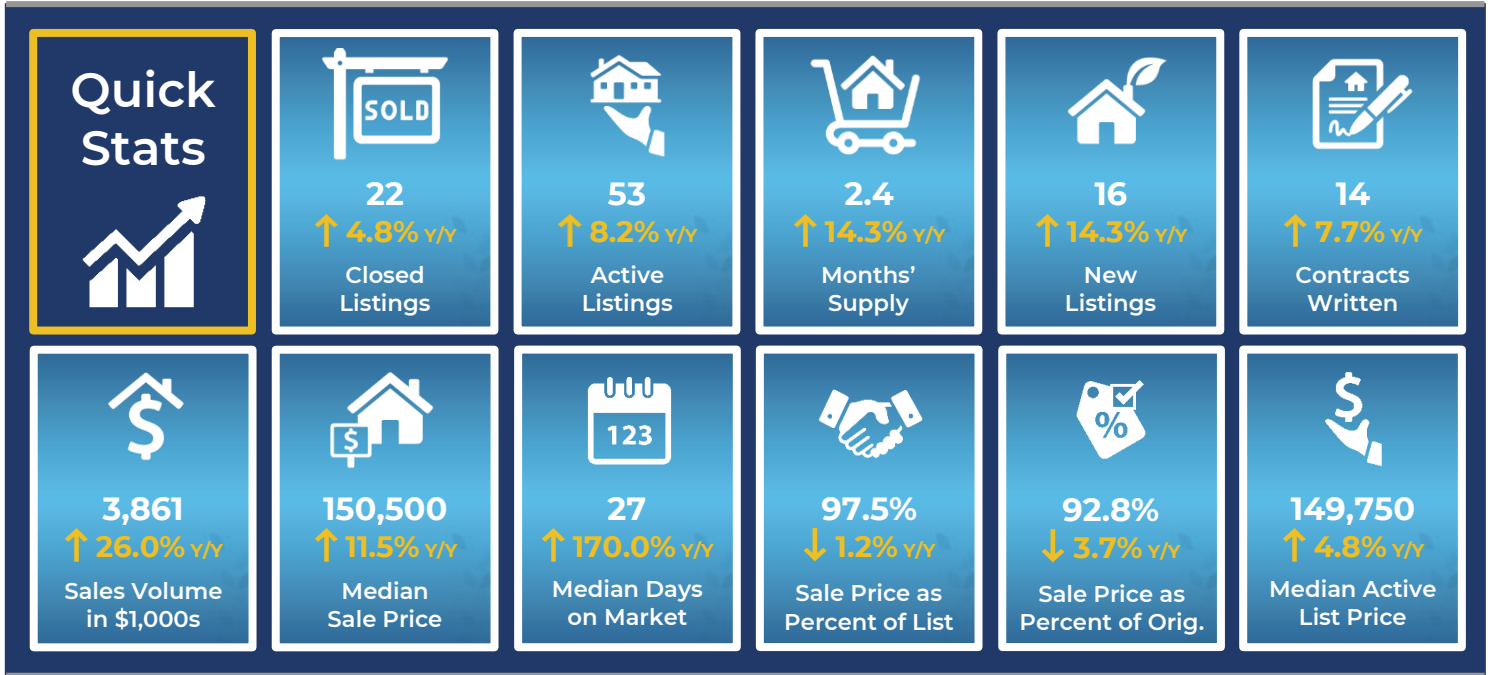 Quick
Stats
SOLD
22
↑ 4.8% Y/Y
Closed
Listings
53
↑ 8.2% Y/Y
Active
Listings
2.4
↑ 14.3% Y/Y
Months’
Supply
16
↑ 14.3% Y/Y
New
Listings
14
↑ 7.7% Y/Y
Contracts
Written
$
3,861
↑ 26.0% Y/Y
Sales Volume
in $1,000s
$
150,500
↑ 11.5% Y/Y
Median
Sale Price
123
27
↑ 170.0% Y/Y
Median Days
on Market
97.5%
↓ 1.2% Y/Y
Sale Price as
Percent of List
%
92.8%
↓ 3.7% Y/Y
Sale Price as
Percent of Orig.
$
149,750
↑ 4.8% Y/Y
Median Active
List Price